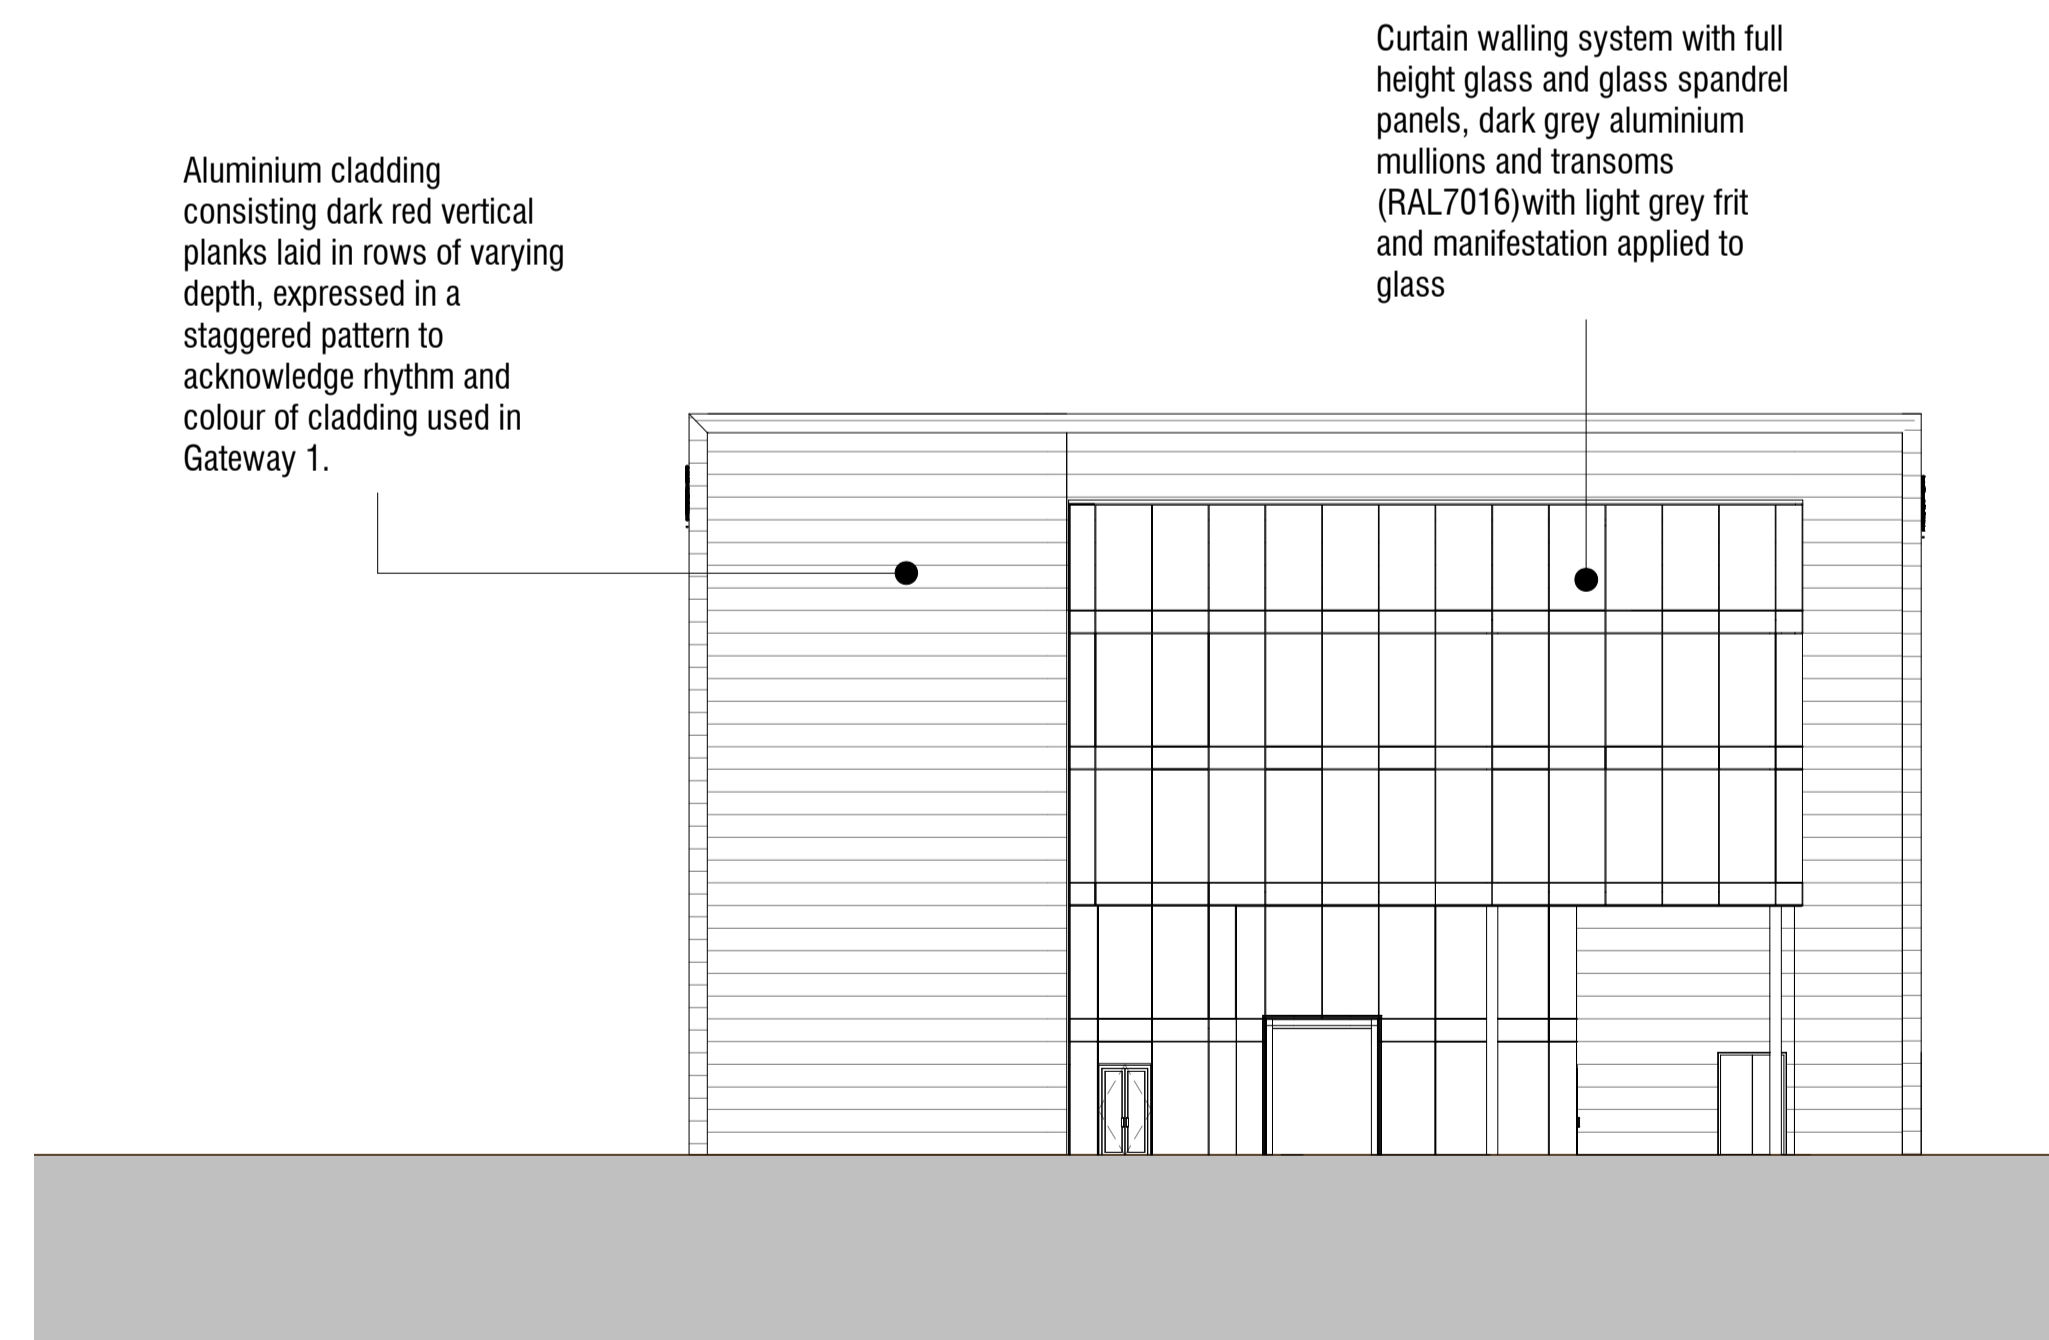 Aluminium cladding
consisting dark red vertical
planks laid in rows of varying
depth, expressed in a
staggered pattern to
acknowledge rhythm and
colour of cladding used in
Gateway 1.
Curtain walling system with full
height glass and glass spandrel
panels, dark grey aluminium
mullions and transoms
(RAL7016)with light grey frit
and manifestation applied to
glass